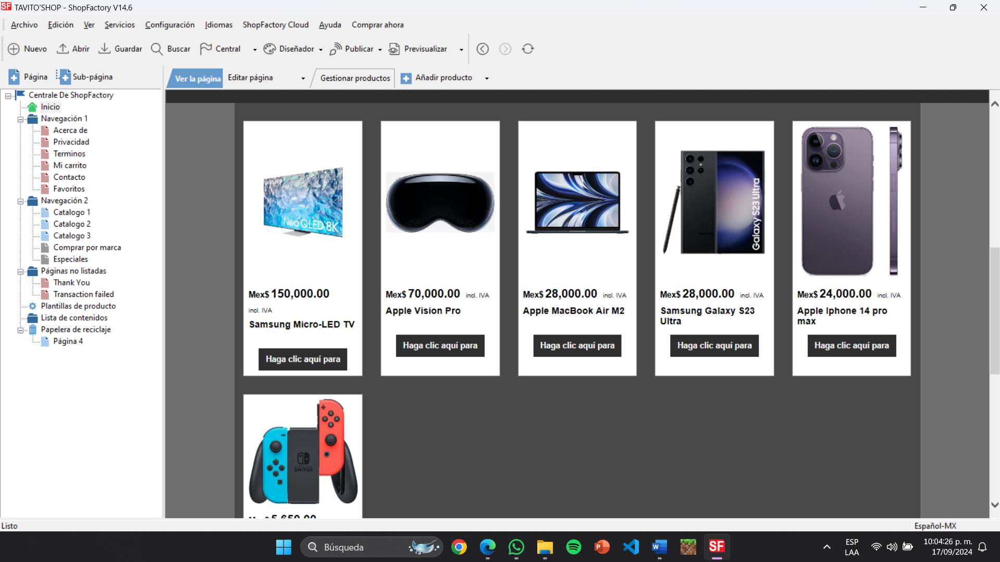 SF TAVITO'SHOP - ShopFactory V14.6
Archivo Edición Ver Servicios Configuración Idiomas ShopFactory Cloud Ayuda Comprar ahora
Nuevo Abrir Guardar Buscar Central Diseñador Publicar Previsualizar
Página Sub-página
Ver la página Editar página Gestionar productos Añadir producto
Centrale De ShopFactory
Inicio
Navegación 1
Acerca de
Privacidad
Terminos
Mi carrito
Contacto
Favoritos
Navegación 2
Catalogo 1
Catalogo 2
Catalogo 3
Comprar por marca
Especiales
Páginas no listadas
Thank You
Transaction failed
Plantillas de producto
Lista de contenidos
Papelera de reciclaje
Página 4
SAMSUNG
Neo QLED 8K
Mex$ 150,000.00
incl. IVA
Samsung Micro-LED TV
Haga clic aquí para
Mex$ 70,000.00 incl. IVA
Apple Vision Pro
Haga clic aquí para
Mex$ 28,000.00 incl. IVA
Apple MacBook Air M2
Haga clic aquí para
Galaxy S23 Ultra
Mex$ 28,000.00 incl. IVA
Samsung Galaxy S23
Ultra
Haga clic aquí para
Mex$ 24,000.00 incl. IVA
Apple Iphone 14 pro
max
Haga clic aquí para
NINTENDO
SWITCH
Mex$ 5,650.00
Listo
Español-MX
Búsqueda
P
W
SF
ESP
LAA
10:04:26 p. m.
17/09/2024